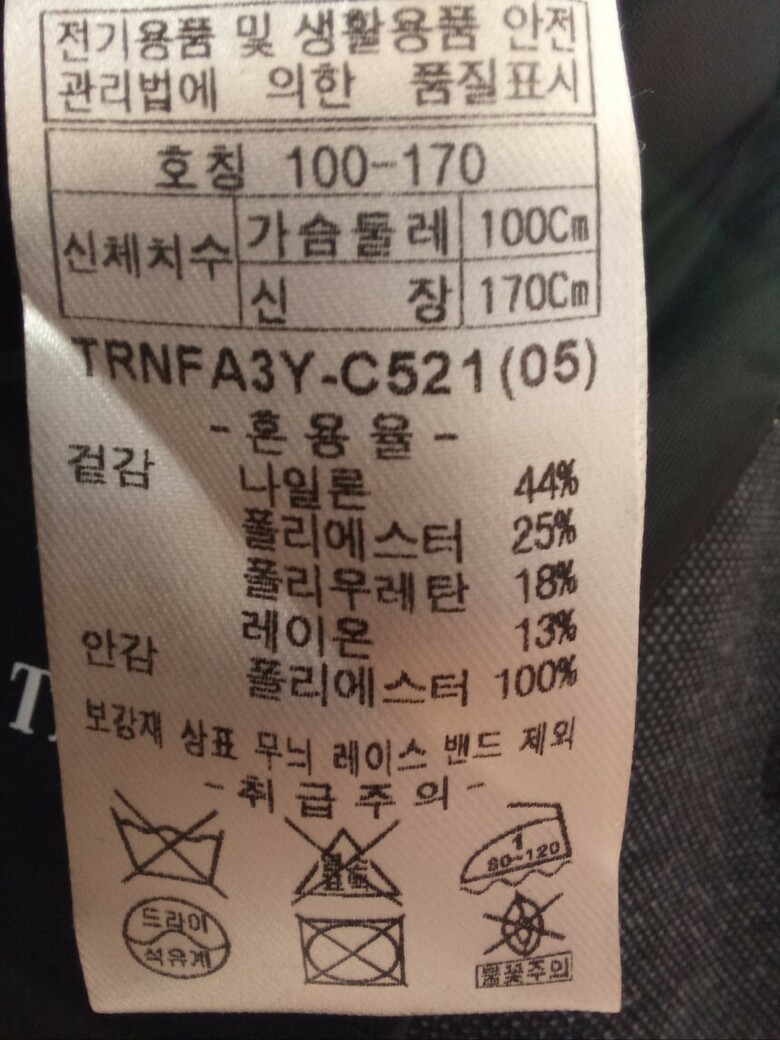 전기용품 및 생활용품 안전
관리법에 의한 품질표시
호칭 100-170
신체치수 가슴둘레 100Cm
신 장 170Cm
TRNFA3Y-C521(05)
-혼용율-
겉감 나일론 44%
폴리에스터 25%
폴리우레탄 18%
레이온 13%
안감 폴리에스터 100%
보강재 상표 무늬 레이스 밴드 제외
-취급주의-
1
80~120
드라이
석유계